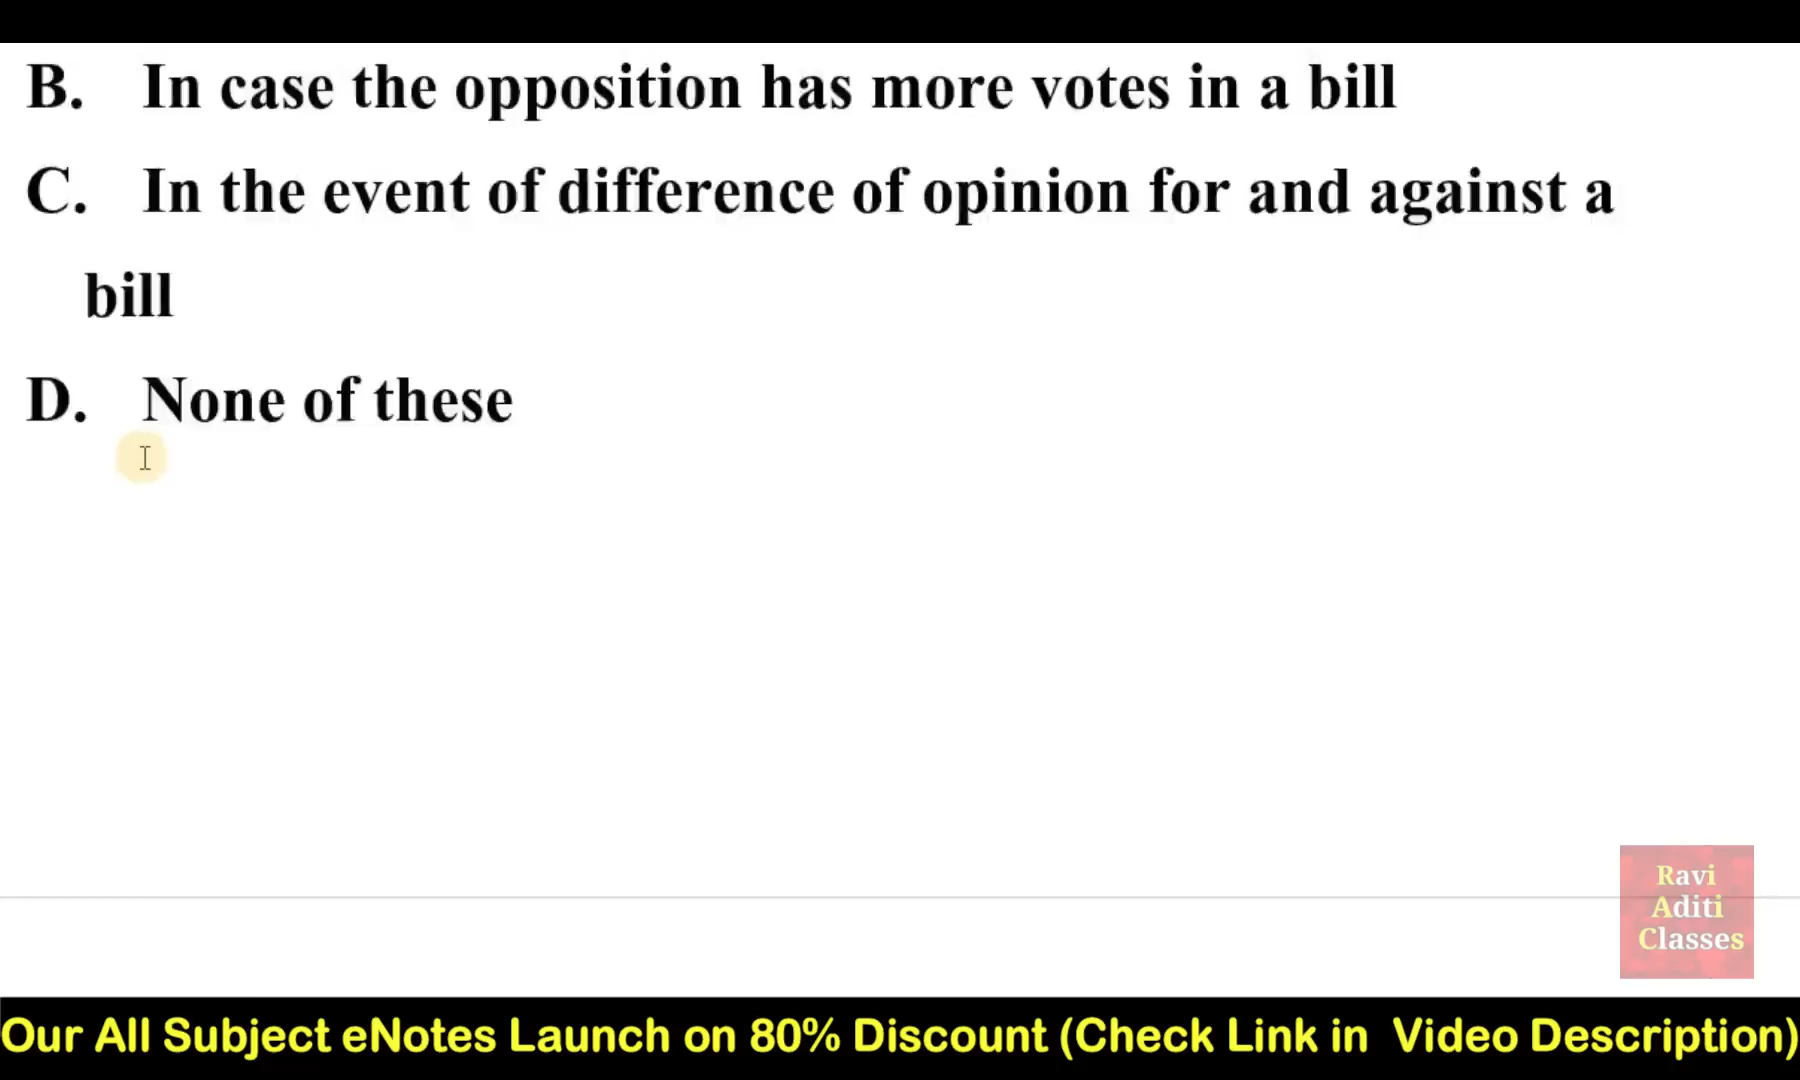 B. In case the opposition has more votes in a bill
C. In the event of difference of opinion for and against a
bill
D. None of these
Ravi
Aditi
Classes
Our All Subject eNotes Launch on 80% Discount (Check Link in Video Description)